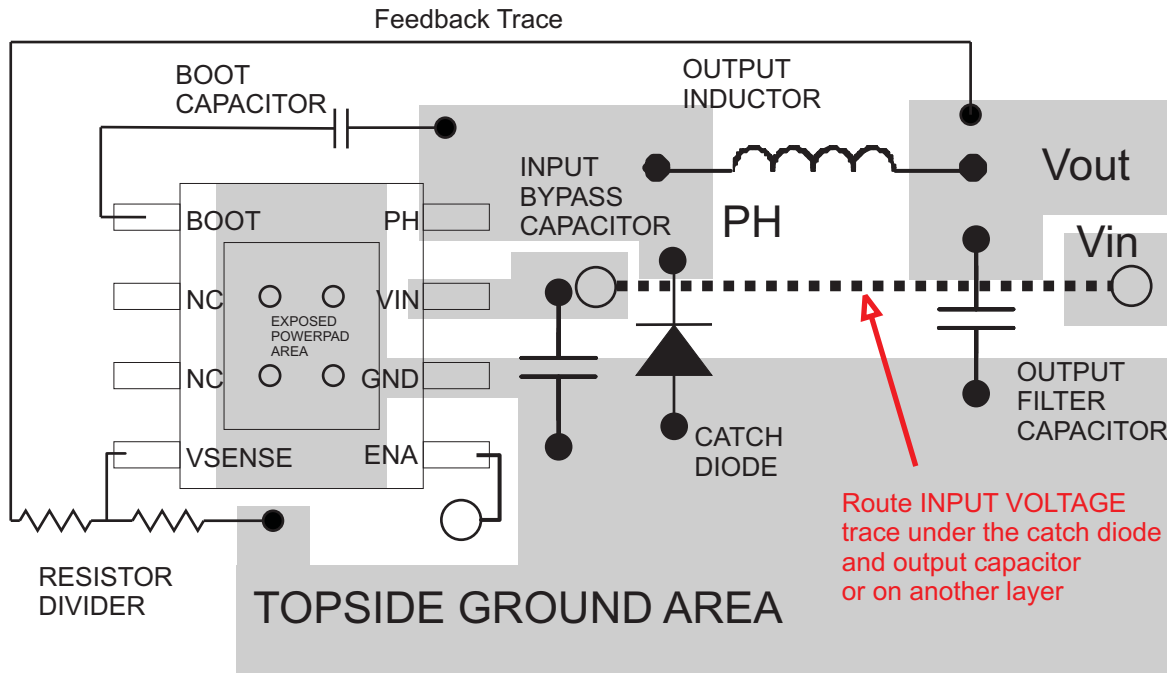 Feedback Trace
BOOT
CAPACITOR
OUTPUT
INDUCTOR
INPUT
BYPASS
CAPACITOR
Vout
PH
Vin
BOOT
PH
NC
VIN
EXPOSED
POWERPAD
AREA
NC
GND
VSENSE
ENA
CATCH
DIODE
OUTPUT
FILTER
CAPACITOR
Route INPUT VOLTAGE
trace under the catch diode
and output capacitor
or on another layer
RESISTOR
DIVIDER
TOPSIDE GROUND AREA